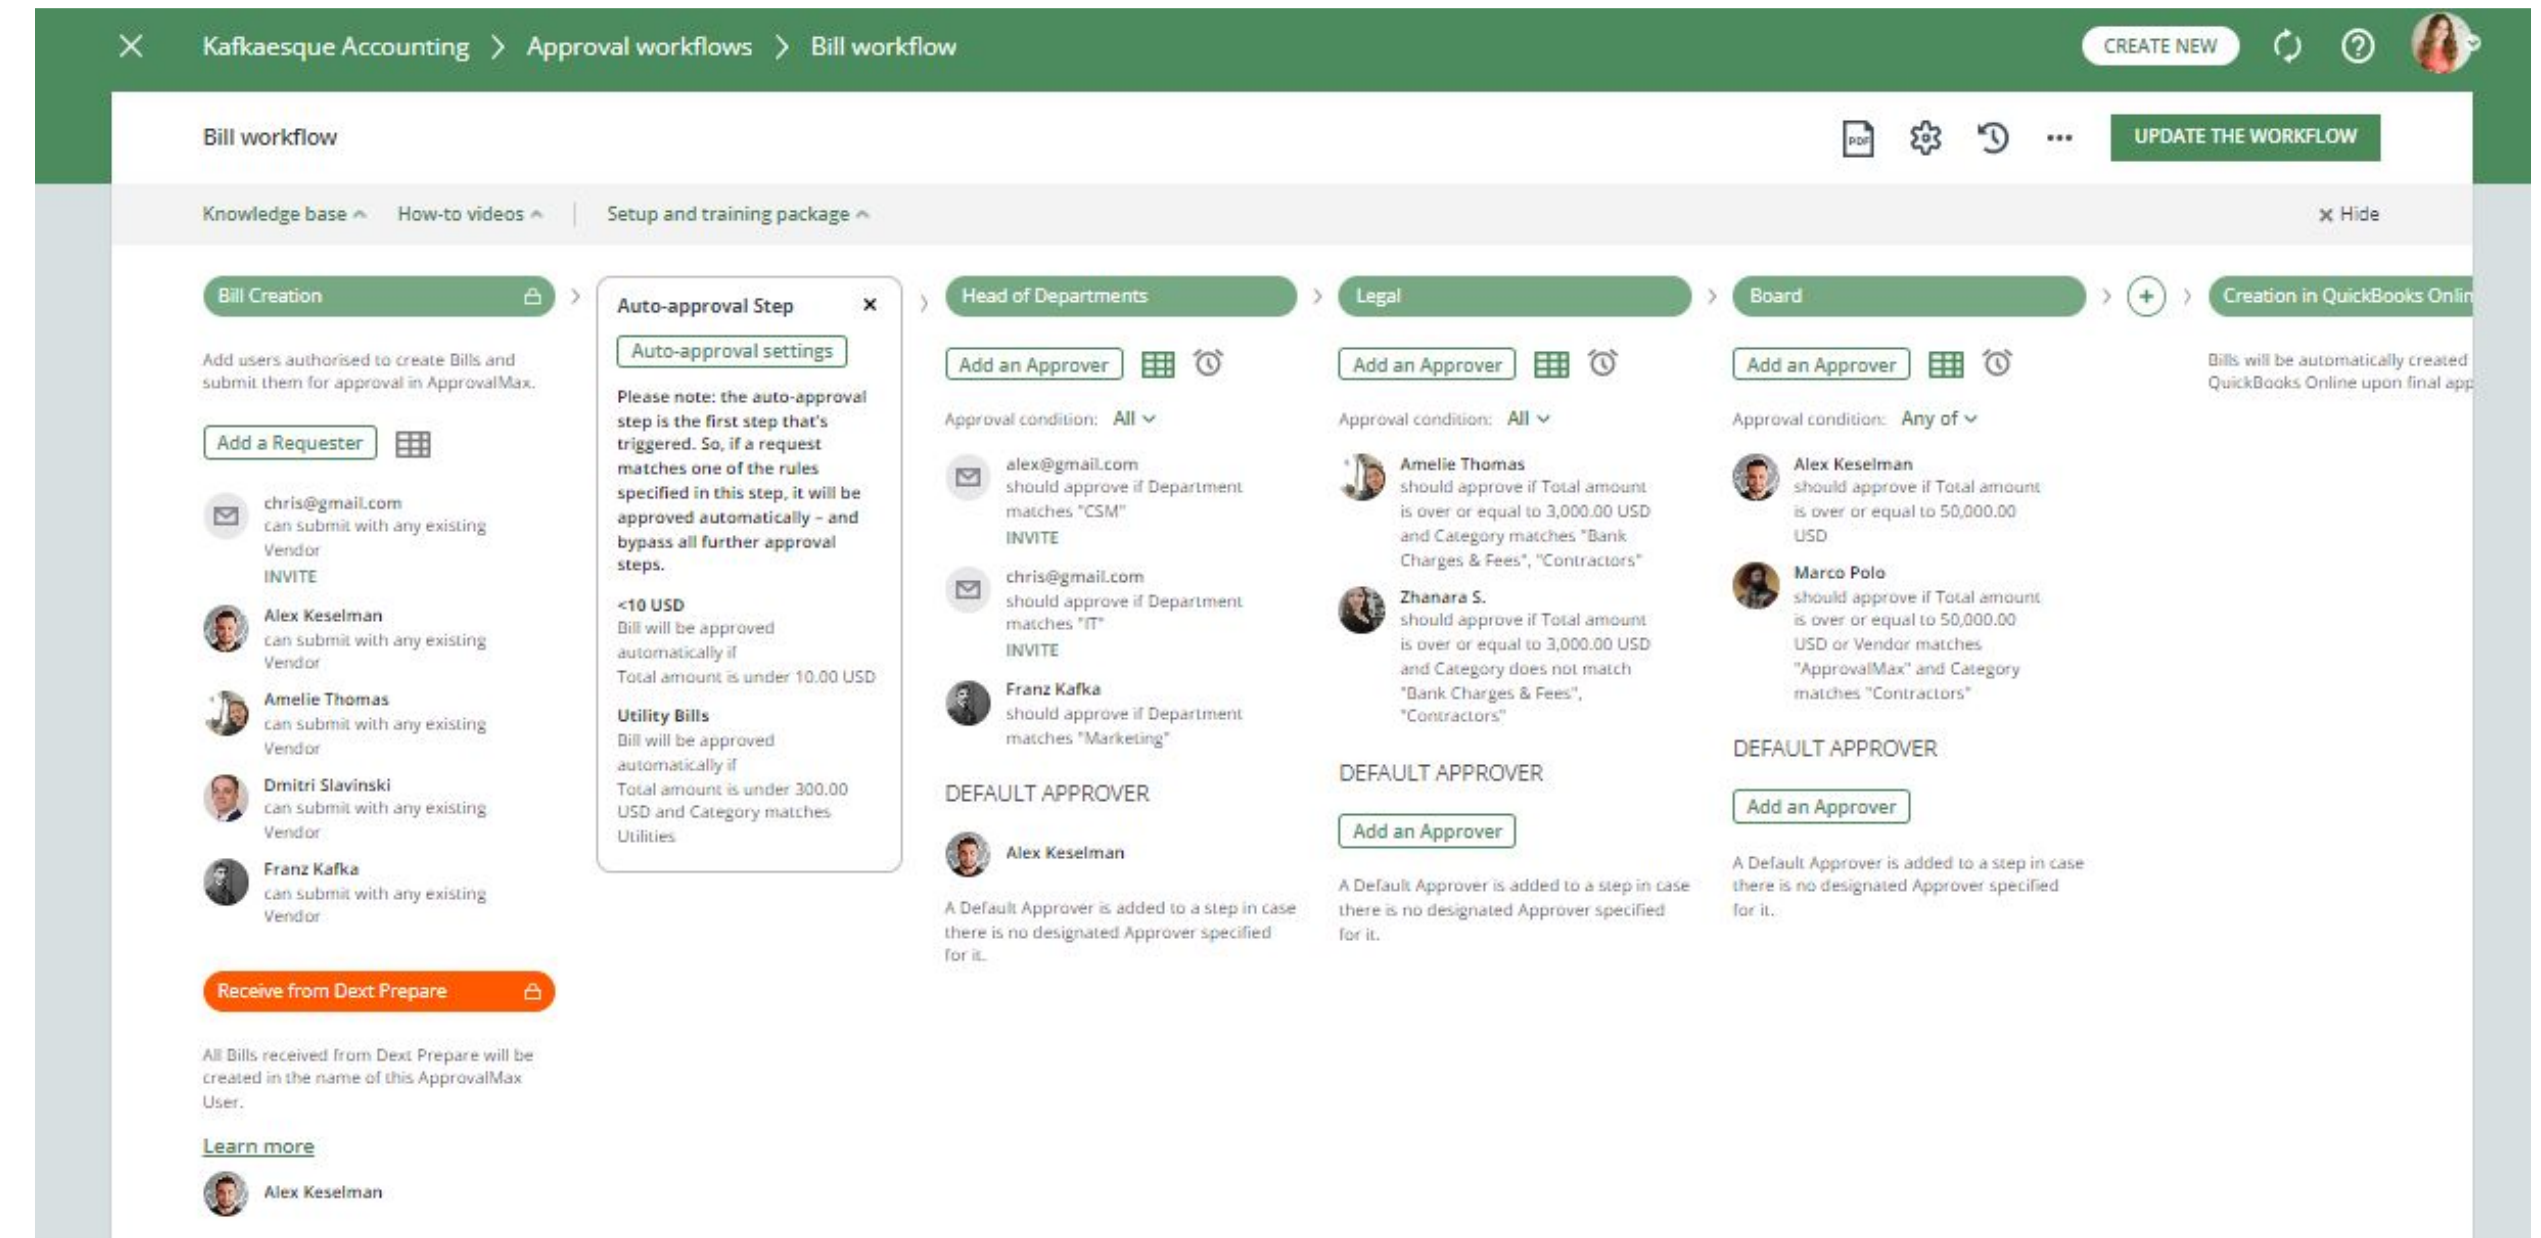 Kafkaesque Accounting > Approval workflows > Bill workflow
CREATE NEW
Bill workflow
PDF
UPDATE THE WORKFLOW
Knowledge base
How-to videos
Setup and training package
Hide
Bill Creation
Add users authorised to create Bills and
submit them for approval in ApprovalMax.
Add a Requester
chris@gmail.com
can submit with any existing
Vendor
INVITE
Alex Keselman
can submit with any existing
Vendor
Amelie Thomas
can submit with any existing
Vendor
Dmitri Slavinski
can submit with any existing
Vendor
Franz Kafka
can submit with any existing
Vendor
Receive from Dext Prepare
All Bills received from Dext Prepare will be
created in the name of this ApprovalMax
User.
Learn more
Alex Keselman
Auto-approval Step
Auto-approval settings
Please note: the auto-approval
step is the first step that's
triggered. So, if a request
matches one of the rules
specified in this step, it will be
approved automatically – and
bypass all further approval
steps.
<10 USD
Bill will be approved
automatically if
Total amount is under 10.00 USD
Utility Bills
Bill will be approved
automatically if
Total amount is under 300.00
USD and Category matches
Utilities
Head of Departments
Add an Approver
Approval condition: All
alex@gmail.com
should approve if Department
matches "CSM"
INVITE
chris@gmail.com
should approve if Department
matches "IT"
INVITE
Franz Kafka
should approve if Department
matches "Marketing"
DEFAULT APPROVER
Alex Keselman
A Default Approver is added to a step in case
there is no designated Approver specified
for it.
Legal
Add an Approver
Approval condition: All
Amelie Thomas
should approve if Total amount
is over or equal to 3,000.00 USD
and Category matches "Bank
Charges & Fees", "Contractors"
Zhanara S.
should approve if Total amount
is over or equal to 3,000.00 USD
and Category does not match
"Bank Charges & Fees",
"Contractors"
DEFAULT APPROVER
Add an Approver
A Default Approver is added to a step in case
there is no designated Approver specified
for it.
Board
Add an Approver
Approval condition: Any of
Alex Keselman
should approve if Total amount
is over or equal to 50,000.00
USD
Marco Polo
should approve if Total amount
is over or equal to 50,000.00
USD or Vendor matches
"ApprovalMax" and Category
matches "Contractors"
DEFAULT APPROVER
Add an Approver
A Default Approver is added to a step in case
there is no designated Approver specified
for it.
Creation in QuickBooks Onlin
Bills will be automatically created
QuickBooks Online upon final app